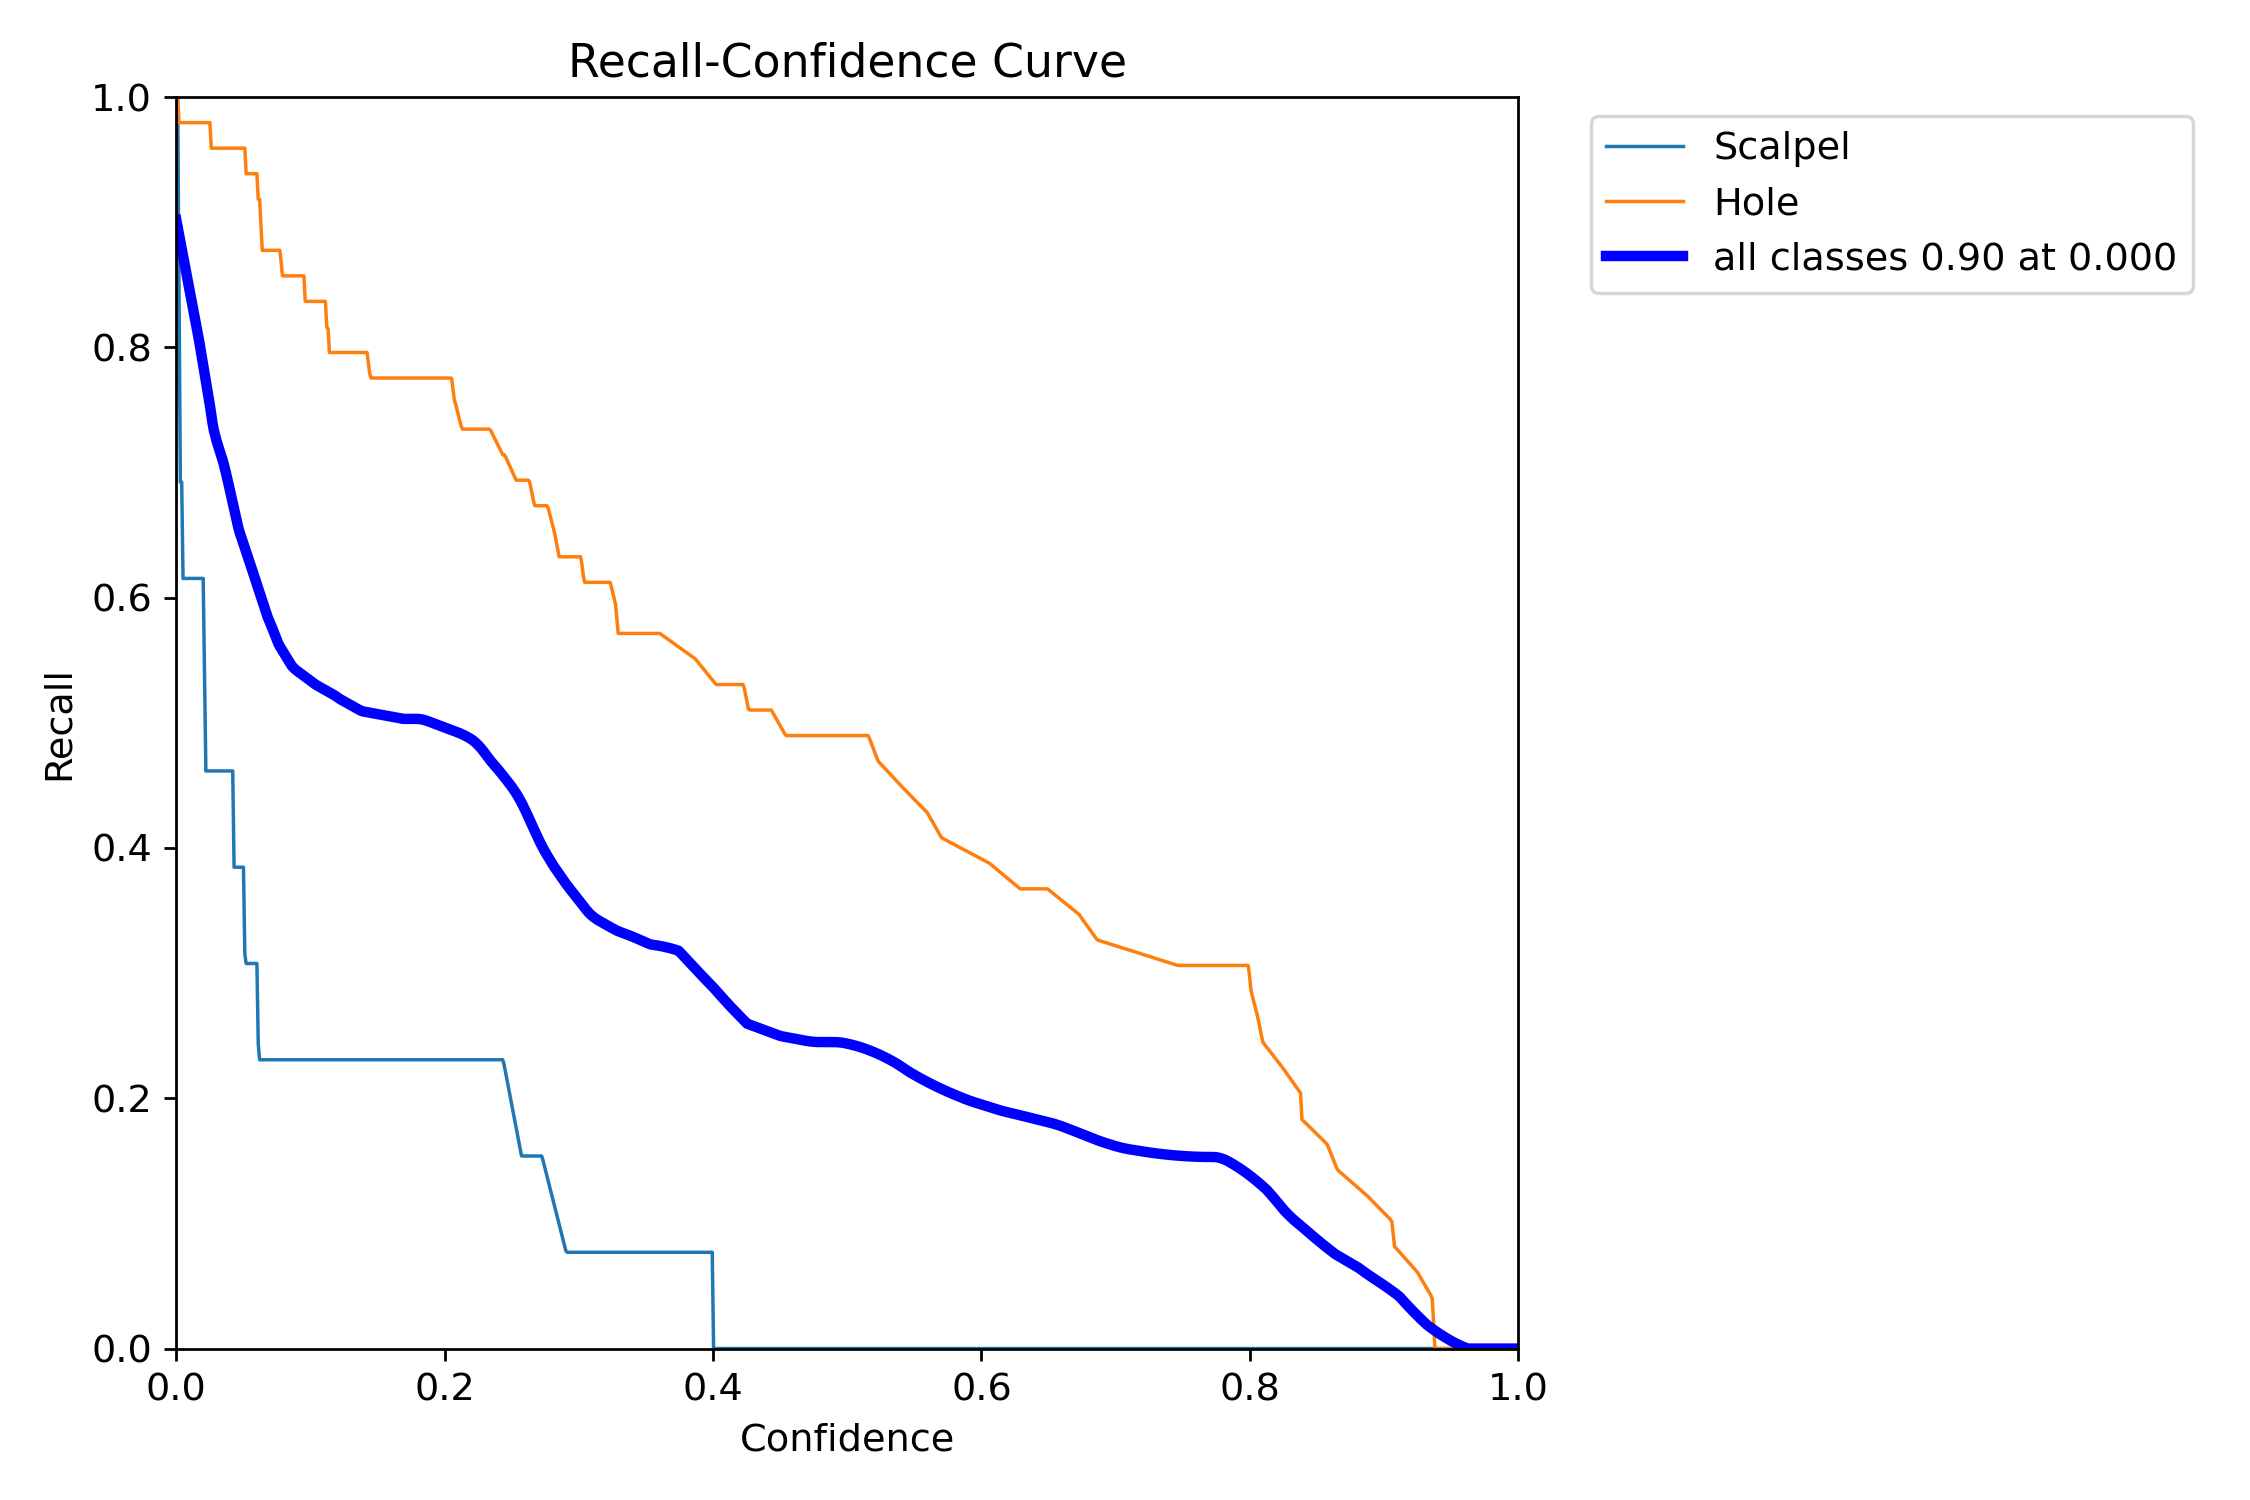 Recall-Confidence Curve
1.0
0.8
0.6
0.4
0.2
0.0
Recall
0.0 0.2 0.4 0.6 0.8 1.0
Confidence
Scalpel
Hole
all classes 0.90 at 0.000